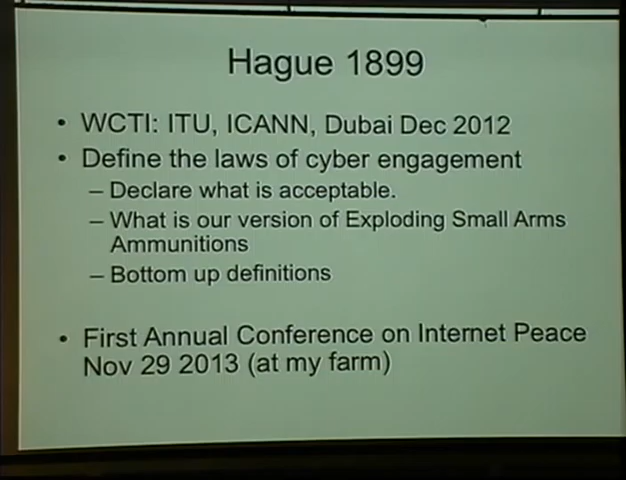 Hague 1899
• WCTI: ITU, ICANN, Dubai Dec 2012
• Define the laws of cyber engagement
– Declare what is acceptable.
– What is our version of Exploding Small Arms
Ammunitions
– Bottom up definitions
• First Annual Conference on Internet Peace
Nov 29 2013 (at my farm)